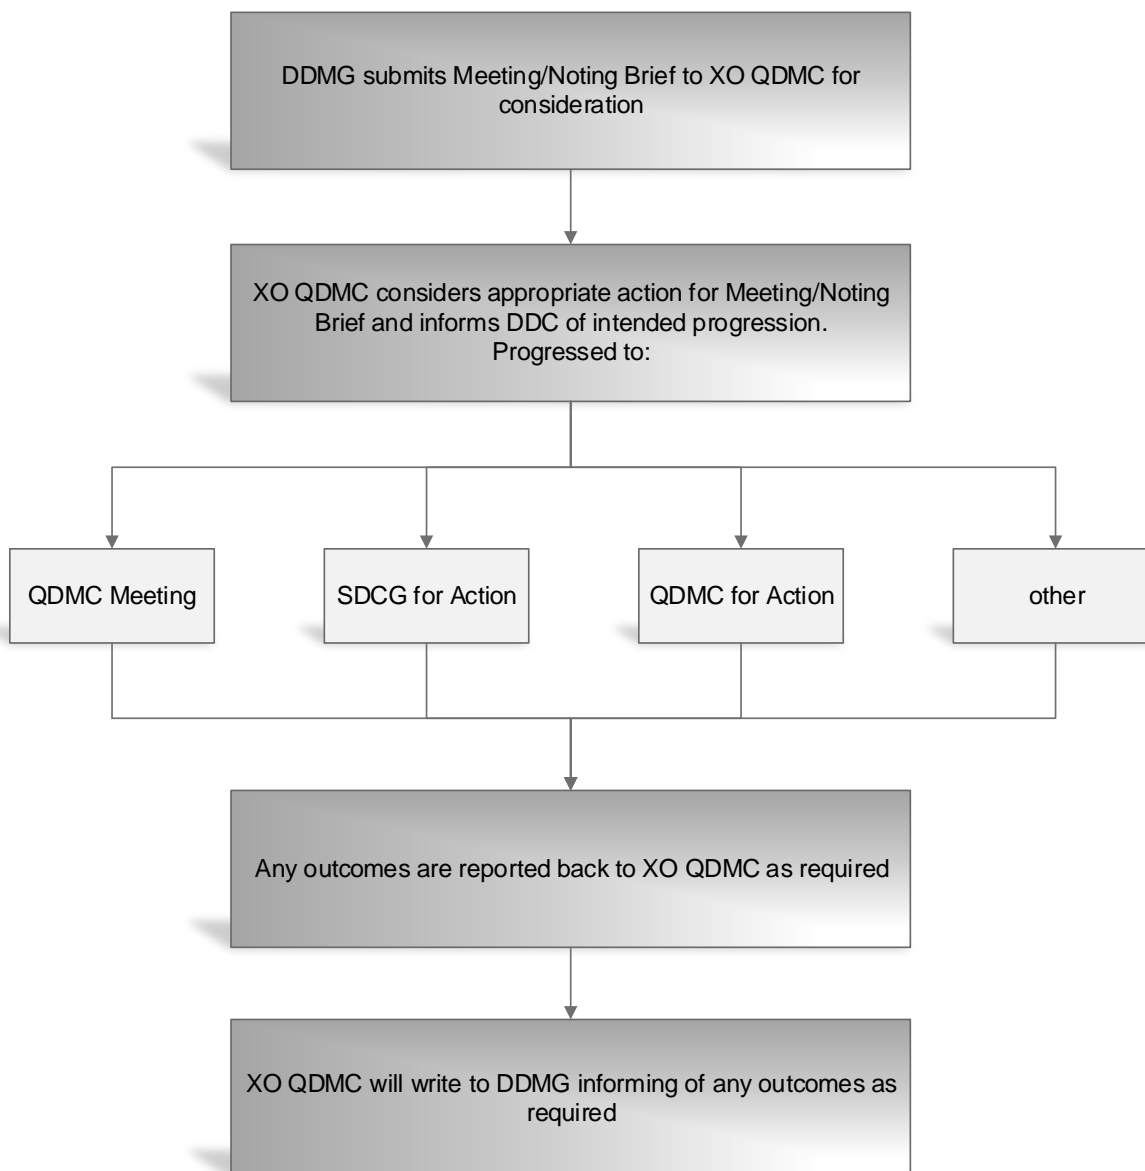 DDMG submits Meeting/Noting Brief to XO QDMC for
consideration
XO QDMC considers appropriate action for Meeting/Noting
Brief and informs DDC of intended progression.
Progressed to:
QDMC Meeting
SDCG for Action
QDMC for Action
other
Any outcomes are reported back to XO QDMC as required
XO QDMC will write to DDMG informing of any outcomes as
required